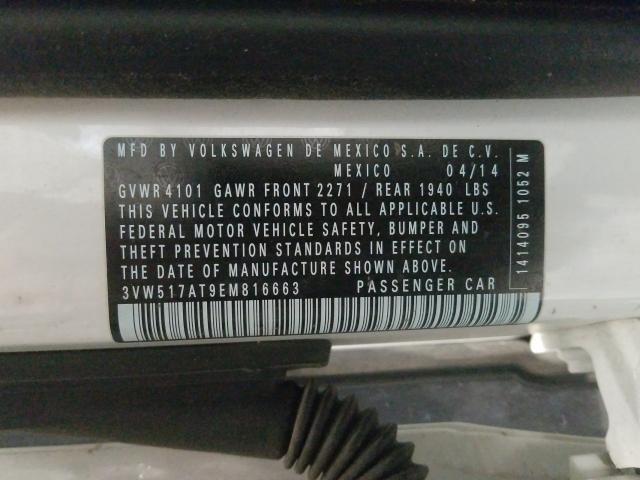 MFD BY VOLKSWAGEN DE MEXICO S.A. DE C.V.
MEXICO 04/14
GVWR 4101 GAWR FRONT 2271 / REAR 1940 LBS
THIS VEHICLE CONFORMS TO ALL APPLICABLE U.S.
FEDERAL MOTOR VEHICLE SAFETY, BUMPER AND
THEFT PREVENTION STANDARDS IN EFFECT ON
THE DATE OF MANUFACTURE SHOWN ABOVE.
3VW517AT9EM816663 PASSENGER CAR
1414095 1052 M